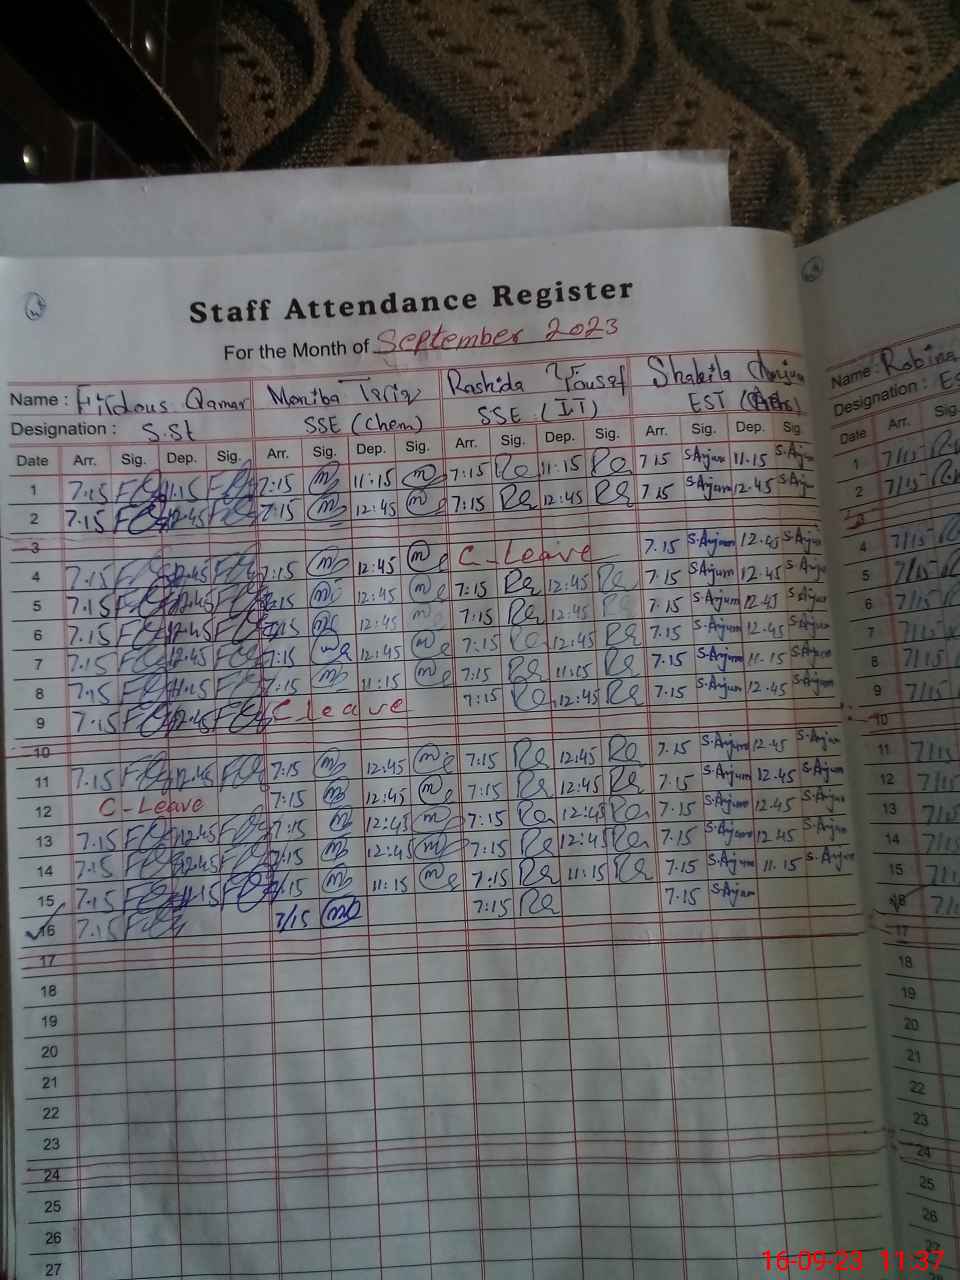 Staff Attendance Register
For the Month of September 2023
Name : Firdous Qamar Moniba Tariq Rashida Yousaf Shakila Anjum
Designation : S.St SSE (Chem) SSE (IT) EST
Date Arr. Sig. Dep. Sig. Arr. Sig. Dep. Sig. Arr. Sig. Dep. Sig. Arr. Sig. Dep. Sig.
1 7.15 11.15 7:15 11:15 7:15 11:15 7.15 S.Anjum 11.15 S.Anjum
2 7.15 12.45 7:15 12:45 7:15 12:45 7.15 S.Anjum 12.45 S.Anjum
3
4 7.15 12.45 7:15 12:45 C-Leave 7.15 S.Anjum 12.45 S.Anjum
5 7.15 12.45 7:15 12:45 7:15 12:45 7.15 S.Anjum 12.45 S.Anjum
6 7.15 12.45 7:15 12:45 7:15 12:45 7.15 S.Anjum 12.45 S.Anjum
7 7.15 12.45 7:15 12:45 7:15 12:45 7.15 S.Anjum 12.45 S.Anjum
8 7.15 11.15 7:15 11:15 7:15 11:15 7.15 S.Anjum 11.15 S.Anjum
9 7.15 12.45 C Leave 7:15 12:45 7.15 S.Anjum 12.45 S.Anjum
10
11 7.15 12.45 7:15 12:45 7:15 12:45 7.15 S.Anjum 12.45 S.Anjum
12 C-Leave 7:15 12:45 7:15 12:45 7.15 S.Anjum 12.45 S.Anjum
13 7.15 12.45 7:15 12:45 7:15 12:45 7.15 S.Anjum 12.45 S.Anjum
14 7.15 12.45 7:15 12:45 7:15 12:45 7.15 S.Anjum 12.45 S.Anjum
15 7.15 11.15 7:15 11:15 7:15 11:15 7.15 S.Anjum 11.15 S.Anjum
16 7.15 7/15 7:15 7.15 S.Anjum
17
18
19
20
21
22
23
24
25
26
27
Name : Robina
Designation : ES
Date Arr. Sig.
1 7/15
2 7/15
4 7/15
5 7/15
6 7/15
7 7/15
8 7/15
9 7/15
10
11 7/15
12 7/15
13 7/15
14 7/15
15 7/15
16
17
18
19
20
21
22
23
24
25
26
27
16-09-23 11:37